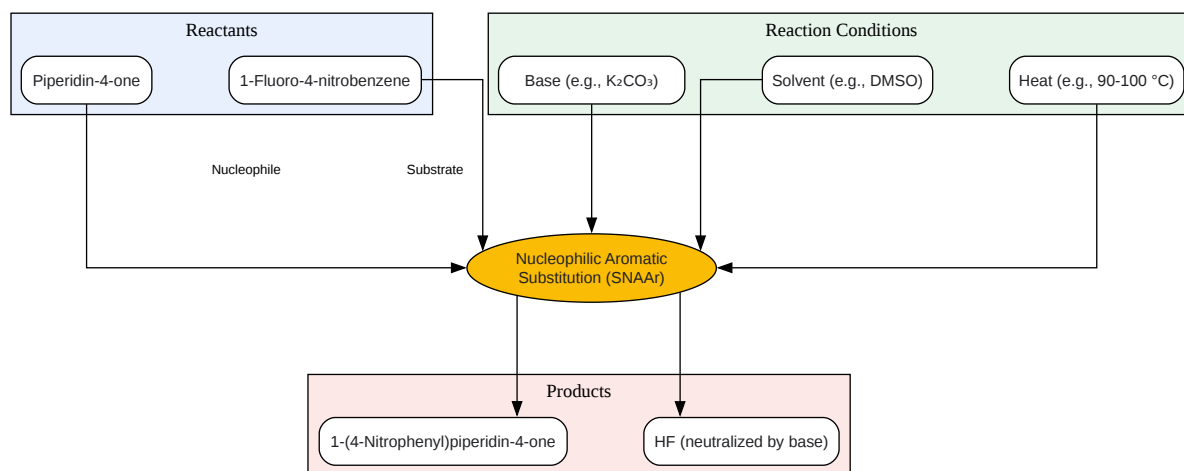 Reactants
Reaction Conditions
Piperidin-4-one
1-Fluoro-4-nitrobenzene
Base (e.g., K₂CO₃)
Solvent (e.g., DMSO)
Heat (e.g., 90-100 °C)
Nucleophile
Substrate
Nucleophilic Aromatic
Substitution (SNAAr)
Products
1-(4-Nitrophenyl)piperidin-4-one
HF (neutralized by base)